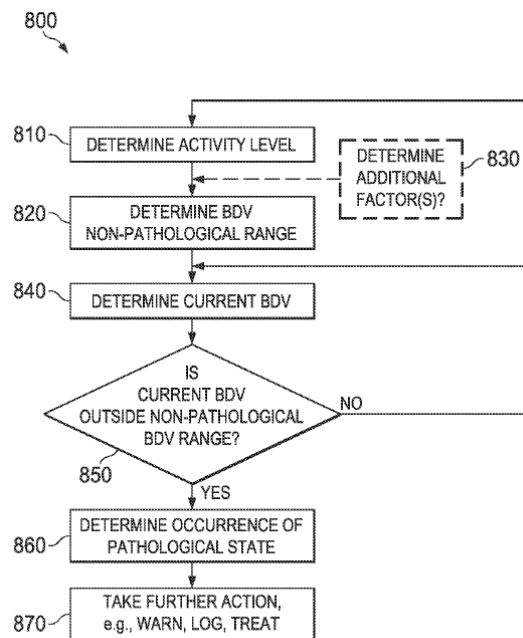 800
810
DETERMINE ACTIVITY LEVEL
DETERMINE
ADDITIONAL
FACTOR(S)?
830
820
DETERMINE BDV
NON-PATHOLOGICAL RANGE
840
DETERMINE CURRENT BDV
IS
CURRENT BDV
OUTSIDE NON-PATHOLOGICAL
BDV RANGE?
NO
850
YES
860
DETERMINE OCCURRENCE OF
PATHOLOGICAL STATE
870
TAKE FURTHER ACTION,
e.g., WARN, LOG, TREAT